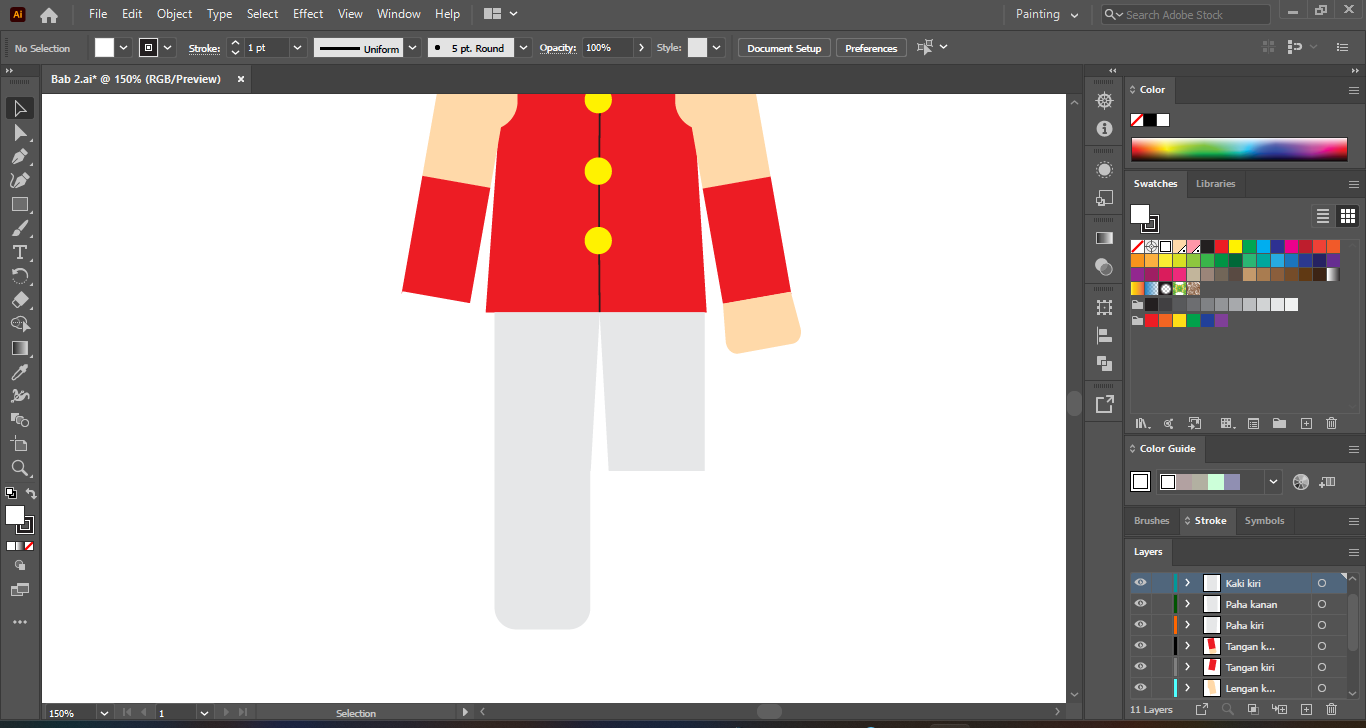 Ai File Edit Object Type Select Effect View Window Help Painting Search Adobe Stock
No Selection Stroke: 1 pt Uniform 5 pt. Round Opacity: 100% Style: Document Setup Preferences
Bab 2.ai* @ 150% (RGB/Preview)
Color
Swatches Libraries
Color Guide
Brushes Stroke Symbols
Layers
Kaki kiri
Paha kanan
Paha kiri
Tangan k...
Tangan kiri
Lengan k...
11 Layers
150% 1 Selection